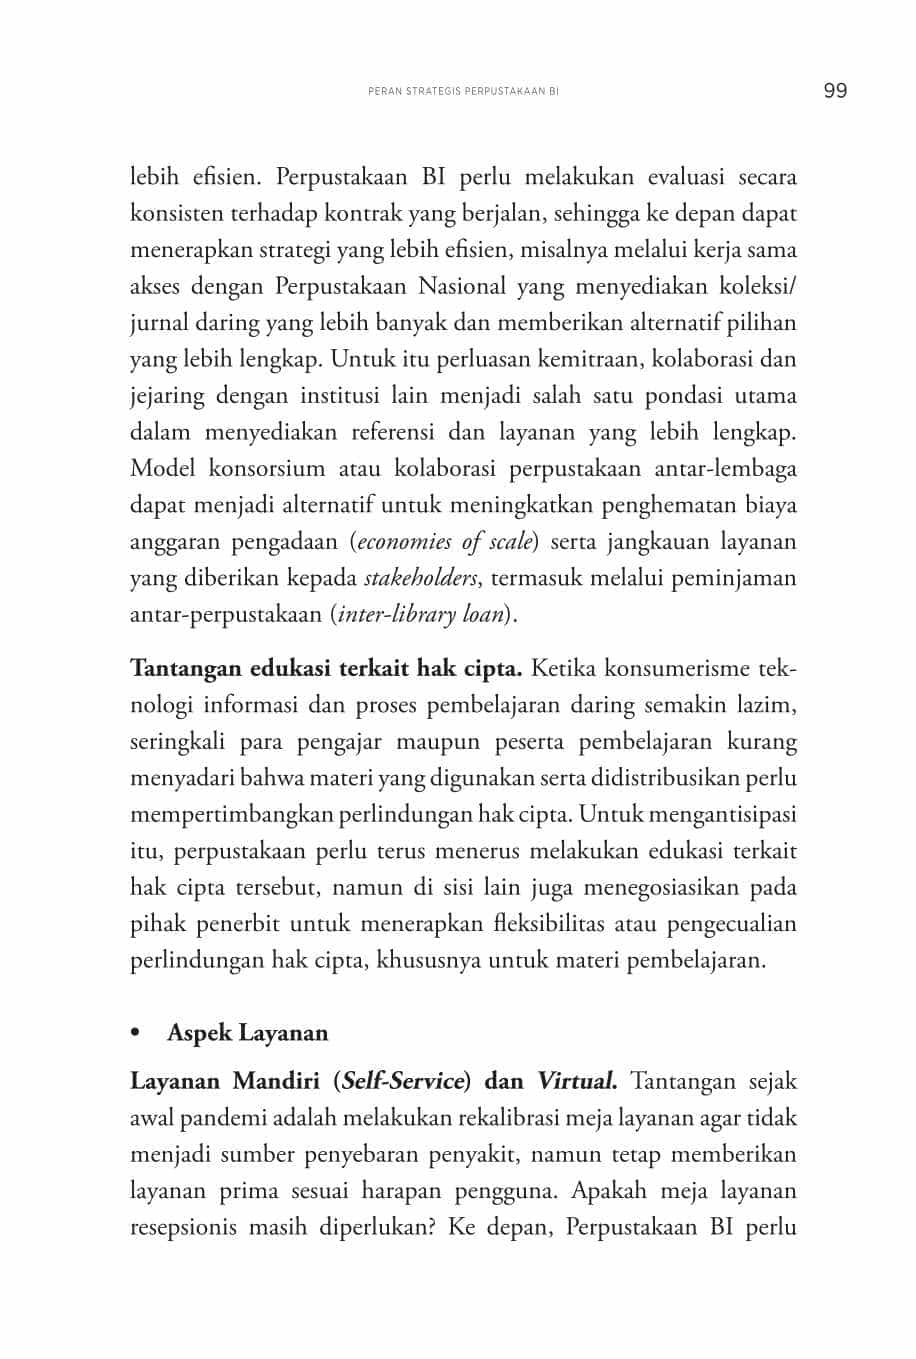 PERAN STRATEGIS PERPUSTAKAAN BI
99
lebih efisien. Perpustakaan BI perlu melakukan evaluasi secara
konsisten terhadap kontrak yang berjalan, sehingga ke depan dapat
menerapkan strategi yang lebih efisien, misalnya melalui kerja sama
akses dengan Perpustakaan Nasional yang menyediakan koleksi/
jurnal daring yang lebih banyak dan memberikan alternatif pilihan
yang lebih lengkap. Untuk itu perluasan kemitraan, kolaborasi dan
jejaring dengan institusi lain menjadi salah satu pondasi utama
dalam menyediakan referensi dan layanan yang lebih lengkap.
Model konsorsium atau kolaborasi perpustakaan antar-lembaga
dapat menjadi alternatif untuk meningkatkan penghematan biaya
anggaran pengadaan (economies of scale) serta jangkauan layanan
yang diberikan kepada stakeholders, termasuk melalui peminjaman
antar-perpustakaan (inter-library loan).
Tantangan edukasi terkait hak cipta. Ketika konsumerisme tek-
nologi informasi dan proses pembelajaran daring semakin lazim,
seringkali para pengajar maupun peserta pembelajaran kurang
menyadari bahwa materi yang digunakan serta didistribusikan perlu
mempertimbangkan perlindungan hak cipta. Untuk mengantisipasi
itu, perpustakaan perlu terus menerus melakukan edukasi terkait
hak cipta tersebut, namun di sisi lain juga menegosiasikan pada
pihak penerbit untuk menerapkan fleksibilitas atau pengecualian
perlindungan hak cipta, khususnya untuk materi pembelajaran.
• Aspek Layanan
Layanan Mandiri (Self-Service) dan Virtual. Tantangan sejak
awal pandemi adalah melakukan rekalibrasi meja layanan agar tidak
menjadi sumber penyebaran penyakit, namun tetap memberikan
layanan prima sesuai harapan pengguna. Apakah meja layanan
resepsionis masih diperlukan? Ke depan, Perpustakaan BI perlu